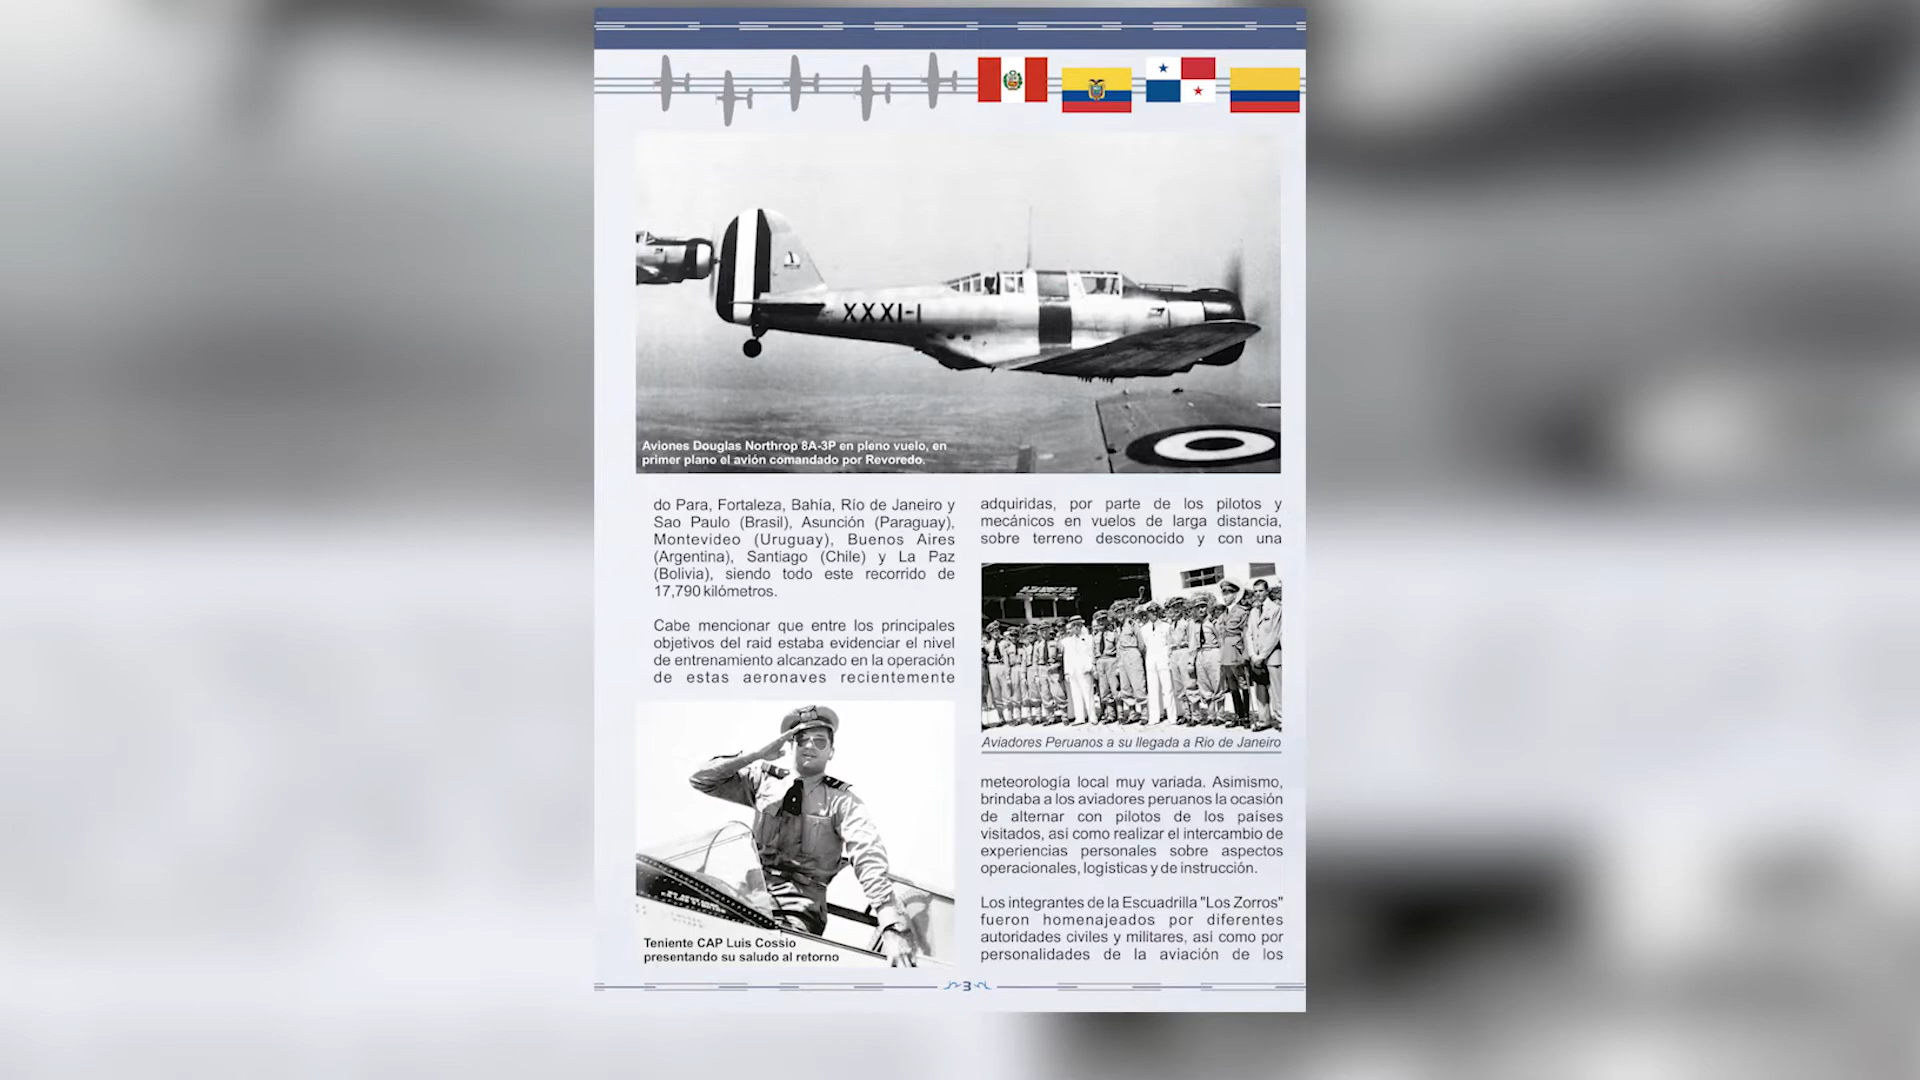 XXXI-I
Aviones Douglas Northrop 8A-3P en pleno vuelo, en
primer plano el avión comandado por Revoredo.
do Para, Fortaleza, Bahía, Río de Janeiro y
Sao Paulo (Brasil), Asunción (Paraguay),
Montevideo (Uruguay), Buenos Aires
(Argentina), Santiago (Chile) y La Paz
(Bolivia), siendo todo este recorrido de
17,790 kilómetros.
Cabe mencionar que entre los principales
objetivos del raid estaba evidenciar el nivel
de entrenamiento alcanzado en la operación
de estas aeronaves recientemente
Teniente CAP Luis Cossio
presentando su saludo al retorno
adquiridas, por parte de los pilotos y
mecánicos en vuelos de larga distancia,
sobre terreno desconocido y con una
Aviadores Peruanos a su llegada a Rio de Janeiro
meteorología local muy variada. Asimismo,
brindaba a los aviadores peruanos la ocasión
de alternar con pilotos de los países
visitados, así como realizar el intercambio de
experiencias personales sobre aspectos
operacionales, logísticas y de instrucción.
Los integrantes de la Escuadrilla "Los Zorros"
fueron homenajeados por diferentes
autoridades civiles y militares, así como por
personalidades de la aviación de los
3